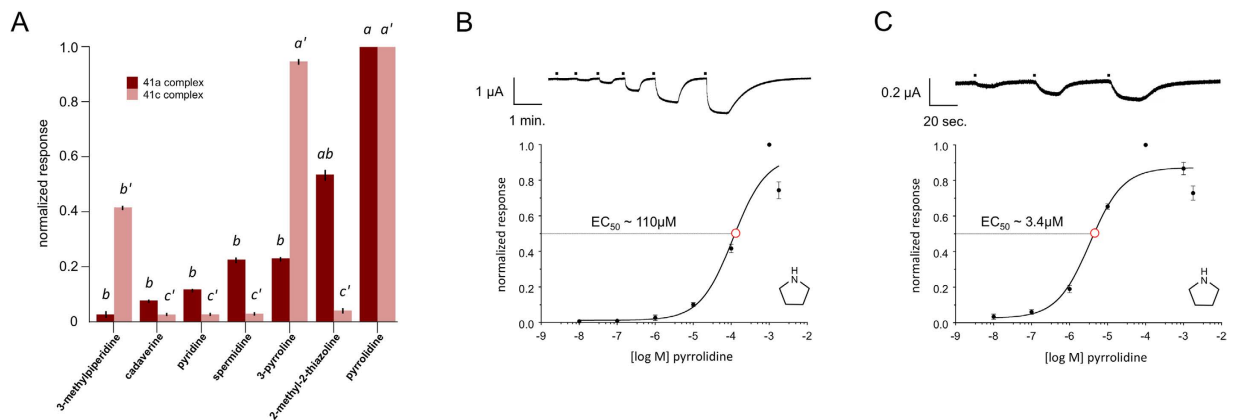 A
B
C
1.0
0.8
0.6
0.4
0.2
0
normalized response
41a complex
41c complex
b
b'
b
c'
b
c'
b
c'
b
a'
ab
c'
a
a'
3-methylpiperidine
cadaverine
pyridine
spermidine
3-pyrroline
2-methyl-2-thiazoline
pyrrolidine
1 µA
1 min.
1.0
0.8
0.6
0.4
0.2
0.0
normalized response
EC50 ~ 110µM
H
N
-9 -8 -7 -6 -5 -4 -3 -2
[log M] pyrrolidine
0.2 µA
20 sec.
1.0
0.8
0.6
0.4
0.2
0.0
normalized response
EC50 ~ 3.4µM
H
N
-9 -8 -7 -6 -5 -4 -3 -2 -1
[log M] pyrrolidine